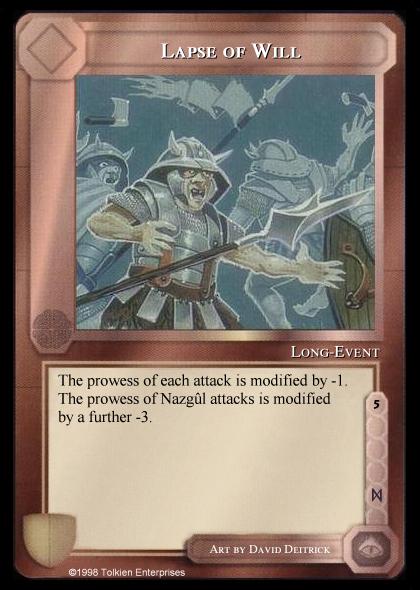 Lapse of Will
Long-Event
The prowess of each attack is modified by -1.
The prowess of Nazgûl attacks is modified
by a further -3.
5
ᛞ
Art by David Deitrick
©1998 Tolkien Enterprises